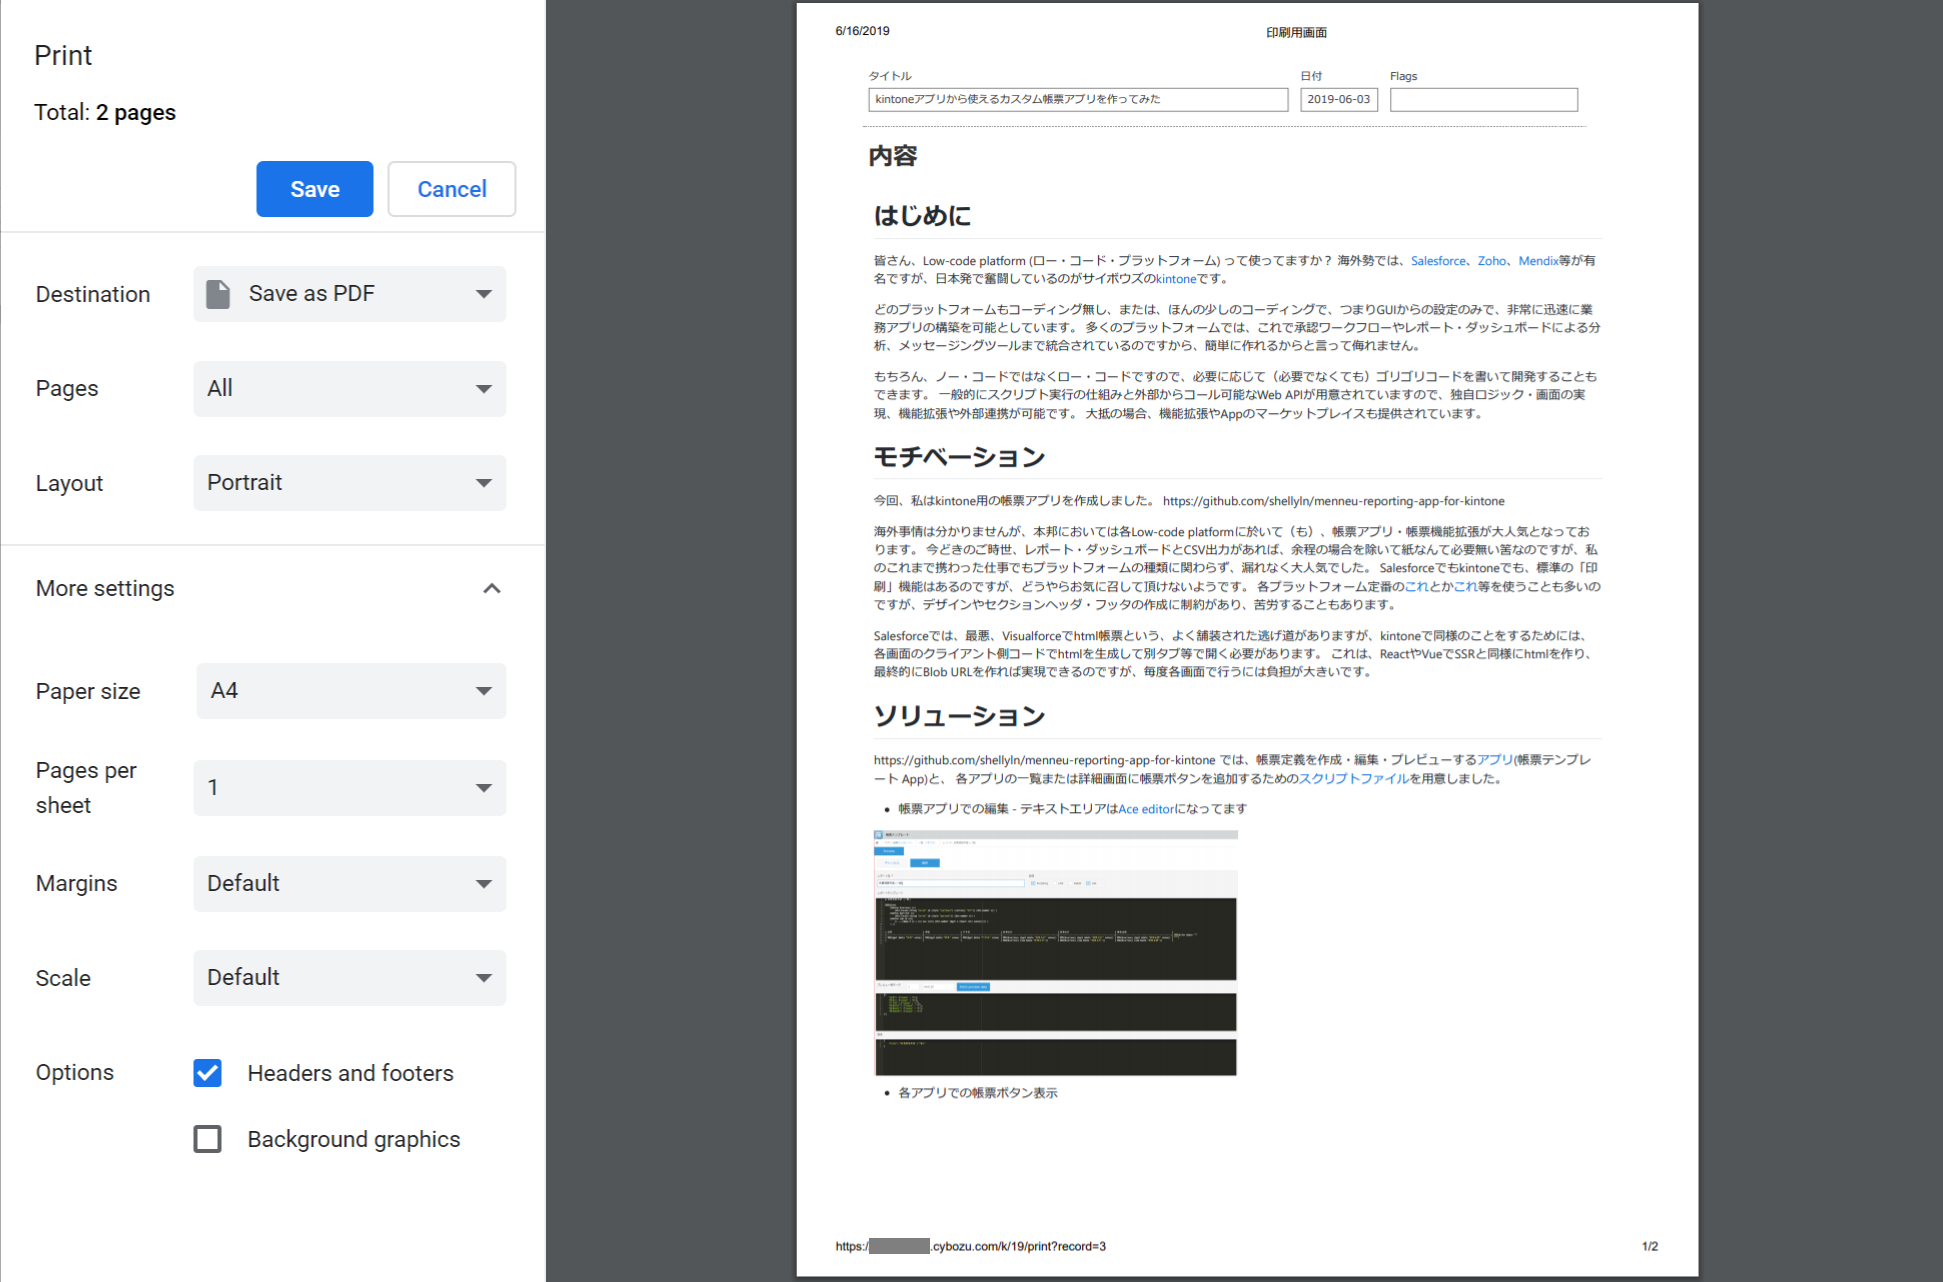 Print
Total: 2 pages
Save
Cancel
Destination
Save as PDF
Pages
All
Layout
Portrait
More settings
Paper size
A4
Pages per
sheet
1
Margins
Default
Scale
Default
Options
Headers and footers
Background graphics
6/16/2019
印刷用画面
タイトル
日付
Flags
kintoneアプリから使えるカスタム帳票アプリを作ってみた
2019-06-03
内容
はじめに
皆さん、Low-code platform (ロー・コード・プラットフォーム) って使ってますか？ 海外勢では、Salesforce、Zoho、Mendix等が有
名ですが、日本発で奮闘しているのがサイボウズのkintoneです。
どのプラットフォームもコーディング無し、または、ほんの少しのコーディングで、つまりGUIからの設定のみで、非常に迅速に業
務アプリの構築を可能としています。 多くのプラットフォームでは、これで承認ワークフローやレポート・ダッシュボードによる分
析、メッセージングツールまで統合されているのですから、簡単に作れるからと言って侮れません。
もちろん、ノー・コードではなくロー・コードですので、必要に応じて（必要でなくても）ゴリゴリコードを書いて開発することも
できます。 一般的にスクリプト実行の仕組みと外部からコール可能なWeb APIが用意されていますので、独自ロジック・画面の実
現、機能拡張や外部連携が可能です。 大抵の場合、機能拡張やAppのマーケットプレイスも提供されています。
モチベーション
今回、私はkintone用の帳票アプリを作成しました。 https://github.com/shellyln/menneu-reporting-app-for-kintone
海外事情は分かりませんが、本邦においては各Low-code platformに於いて（も）、帳票アプリ・帳票機能拡張が大人気となってお
ります。 今どきのご時世、レポート・ダッシュボードとCSV出力があれば、余程の場合を除いて紙なんて必要無い筈なのですが、私
のこれまで携わった仕事でもプラットフォームの種類に関わらず、漏れなく大人気でした。 Salesforceでもkintoneでも、標準の「印
刷」機能はあるのですが、どうやらお気に召して頂けないようです。 各プラットフォーム定番のこれとかこれ等を使うことも多いの
ですが、デザインやセクションヘッダ・フッタの作成に制約があり、苦労することもあります。
Salesforceでは、最悪、Visualforceでhtml帳票という、よく舗装された逃げ道がありますが、kintoneで同様のことをするためには、
各画面のクライアント側コードでhtmlを生成して別タブ等で開く必要があります。 これは、ReactやVueでSSRと同様にhtmlを作り、
最終的にBlob URLを作れば実現できるのですが、毎度各画面で行うには負担が大きいです。
ソリューション
https://github.com/shellyln/menneu-reporting-app-for-kintone では、帳票定義を作成・編集・プレビューするアプリ(帳票テンプレ
ート App)と、 各アプリの一覧または詳細画面に帳票ボタンを追加するためのスクリプトファイルを用意しました。
• 帳票アプリでの編集 - テキストエリアはAce editorになってます
• 各アプリでの帳票ボタン表示
https:/ .cybozu.com/k/19/print?record=3
1/2